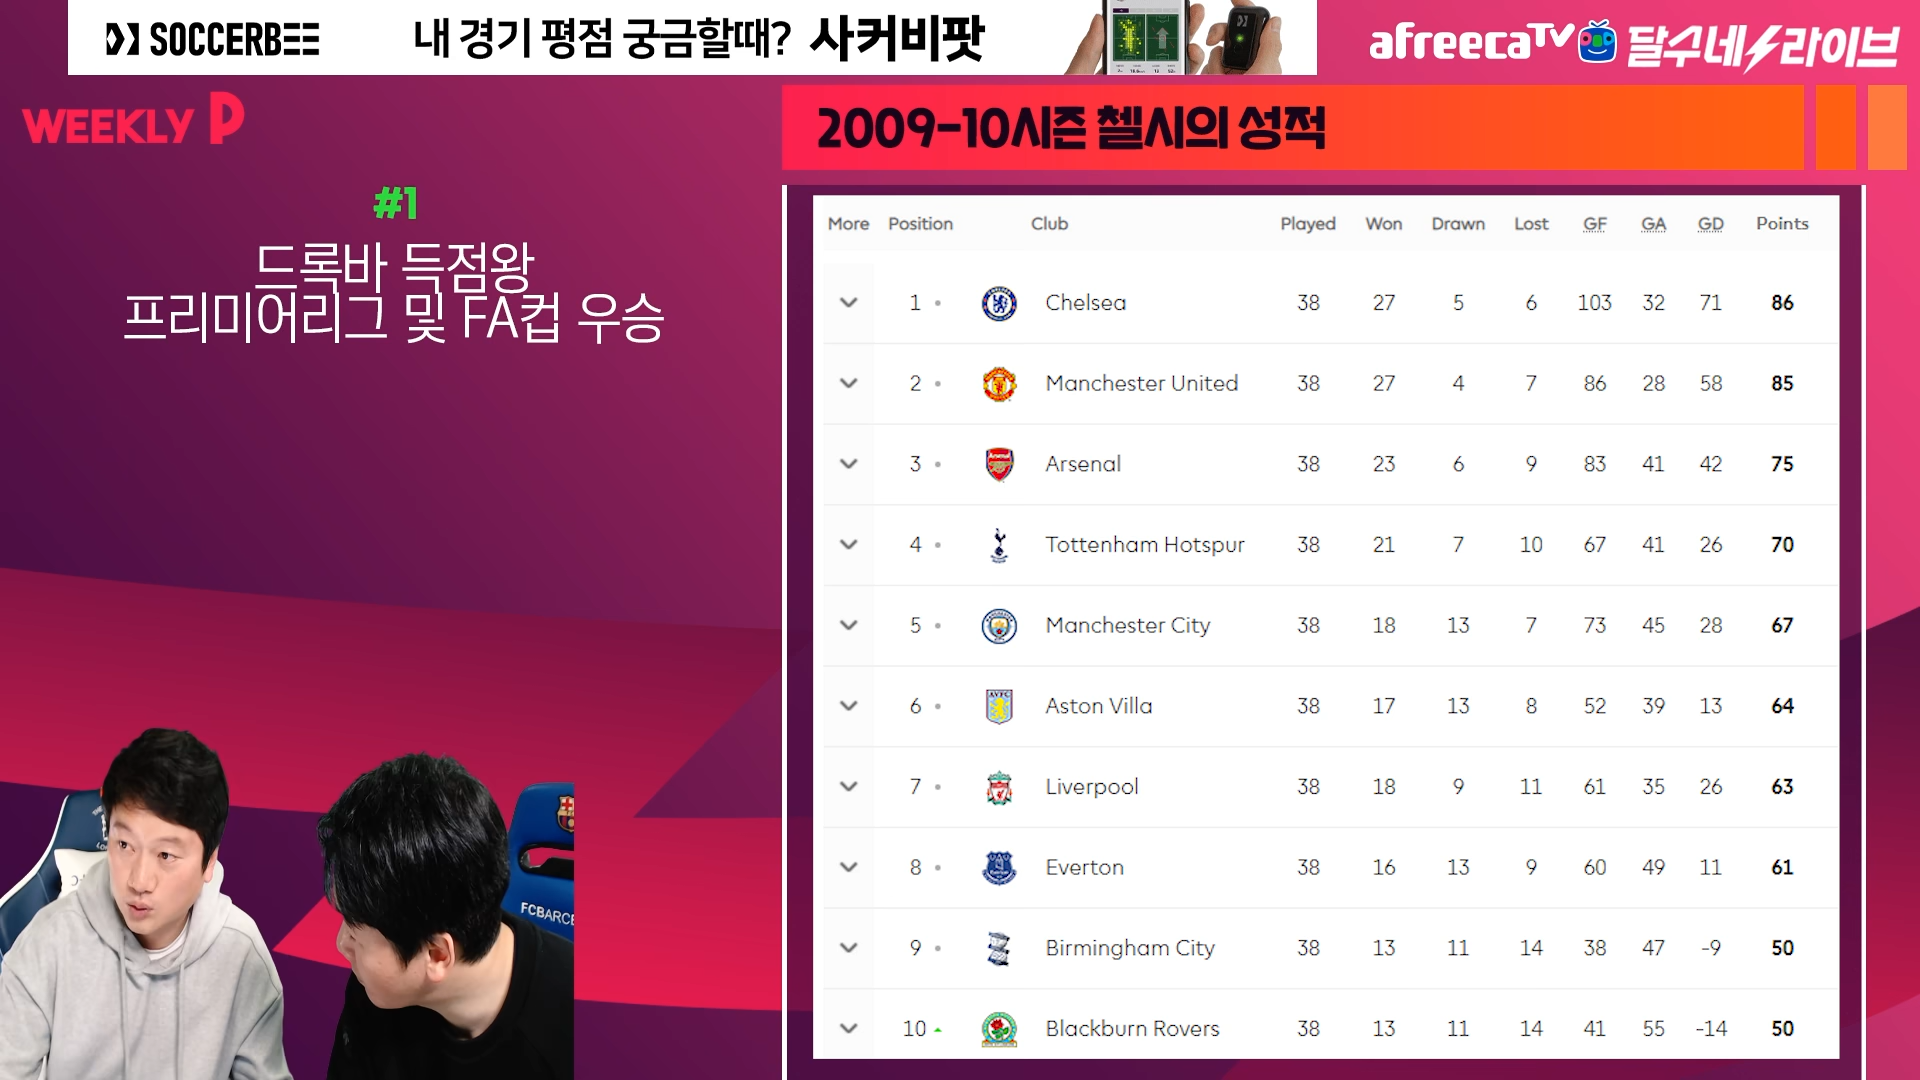 SOCCERBEE 내 경기 평점 궁금할때? 사커비팟
afreecaTV 달수네라이브
WEEKLY P
2009-10시즌 첼시의 성적
#1
드록바 득점왕
프리미어리그 및 FA컵 우승
More Position Club Played Won Drawn Lost GF GA GD Points
1 Chelsea 38 27 5 6 103 32 71 86
2 Manchester United 38 27 4 7 86 28 58 85
3 Arsenal 38 23 6 9 83 41 42 75
4 Tottenham Hotspur 38 21 7 10 67 41 26 70
5 Manchester City 38 18 13 7 73 45 28 67
6 Aston Villa 38 17 13 8 52 39 13 64
7 Liverpool 38 18 9 11 61 35 26 63
8 Everton 38 16 13 9 60 49 11 61
9 Birmingham City 38 13 11 14 38 47 -9 50
10 Blackburn Rovers 38 13 11 14 41 55 -14 50
FCBARCE